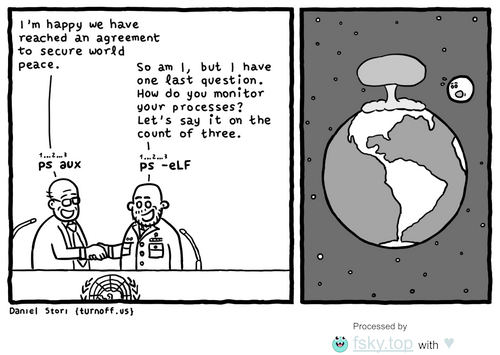 I'm happy we have
reached an agreement
to secure world
peace.
So am I, but I have
one last question.
How do you monitor
your processes?
Let's say it on the
count of three.
1...2...3
ps aux
1...2...3
ps -eLF
Daniel Stori {turnoff.us}
Processed by
fsky.top with ♥